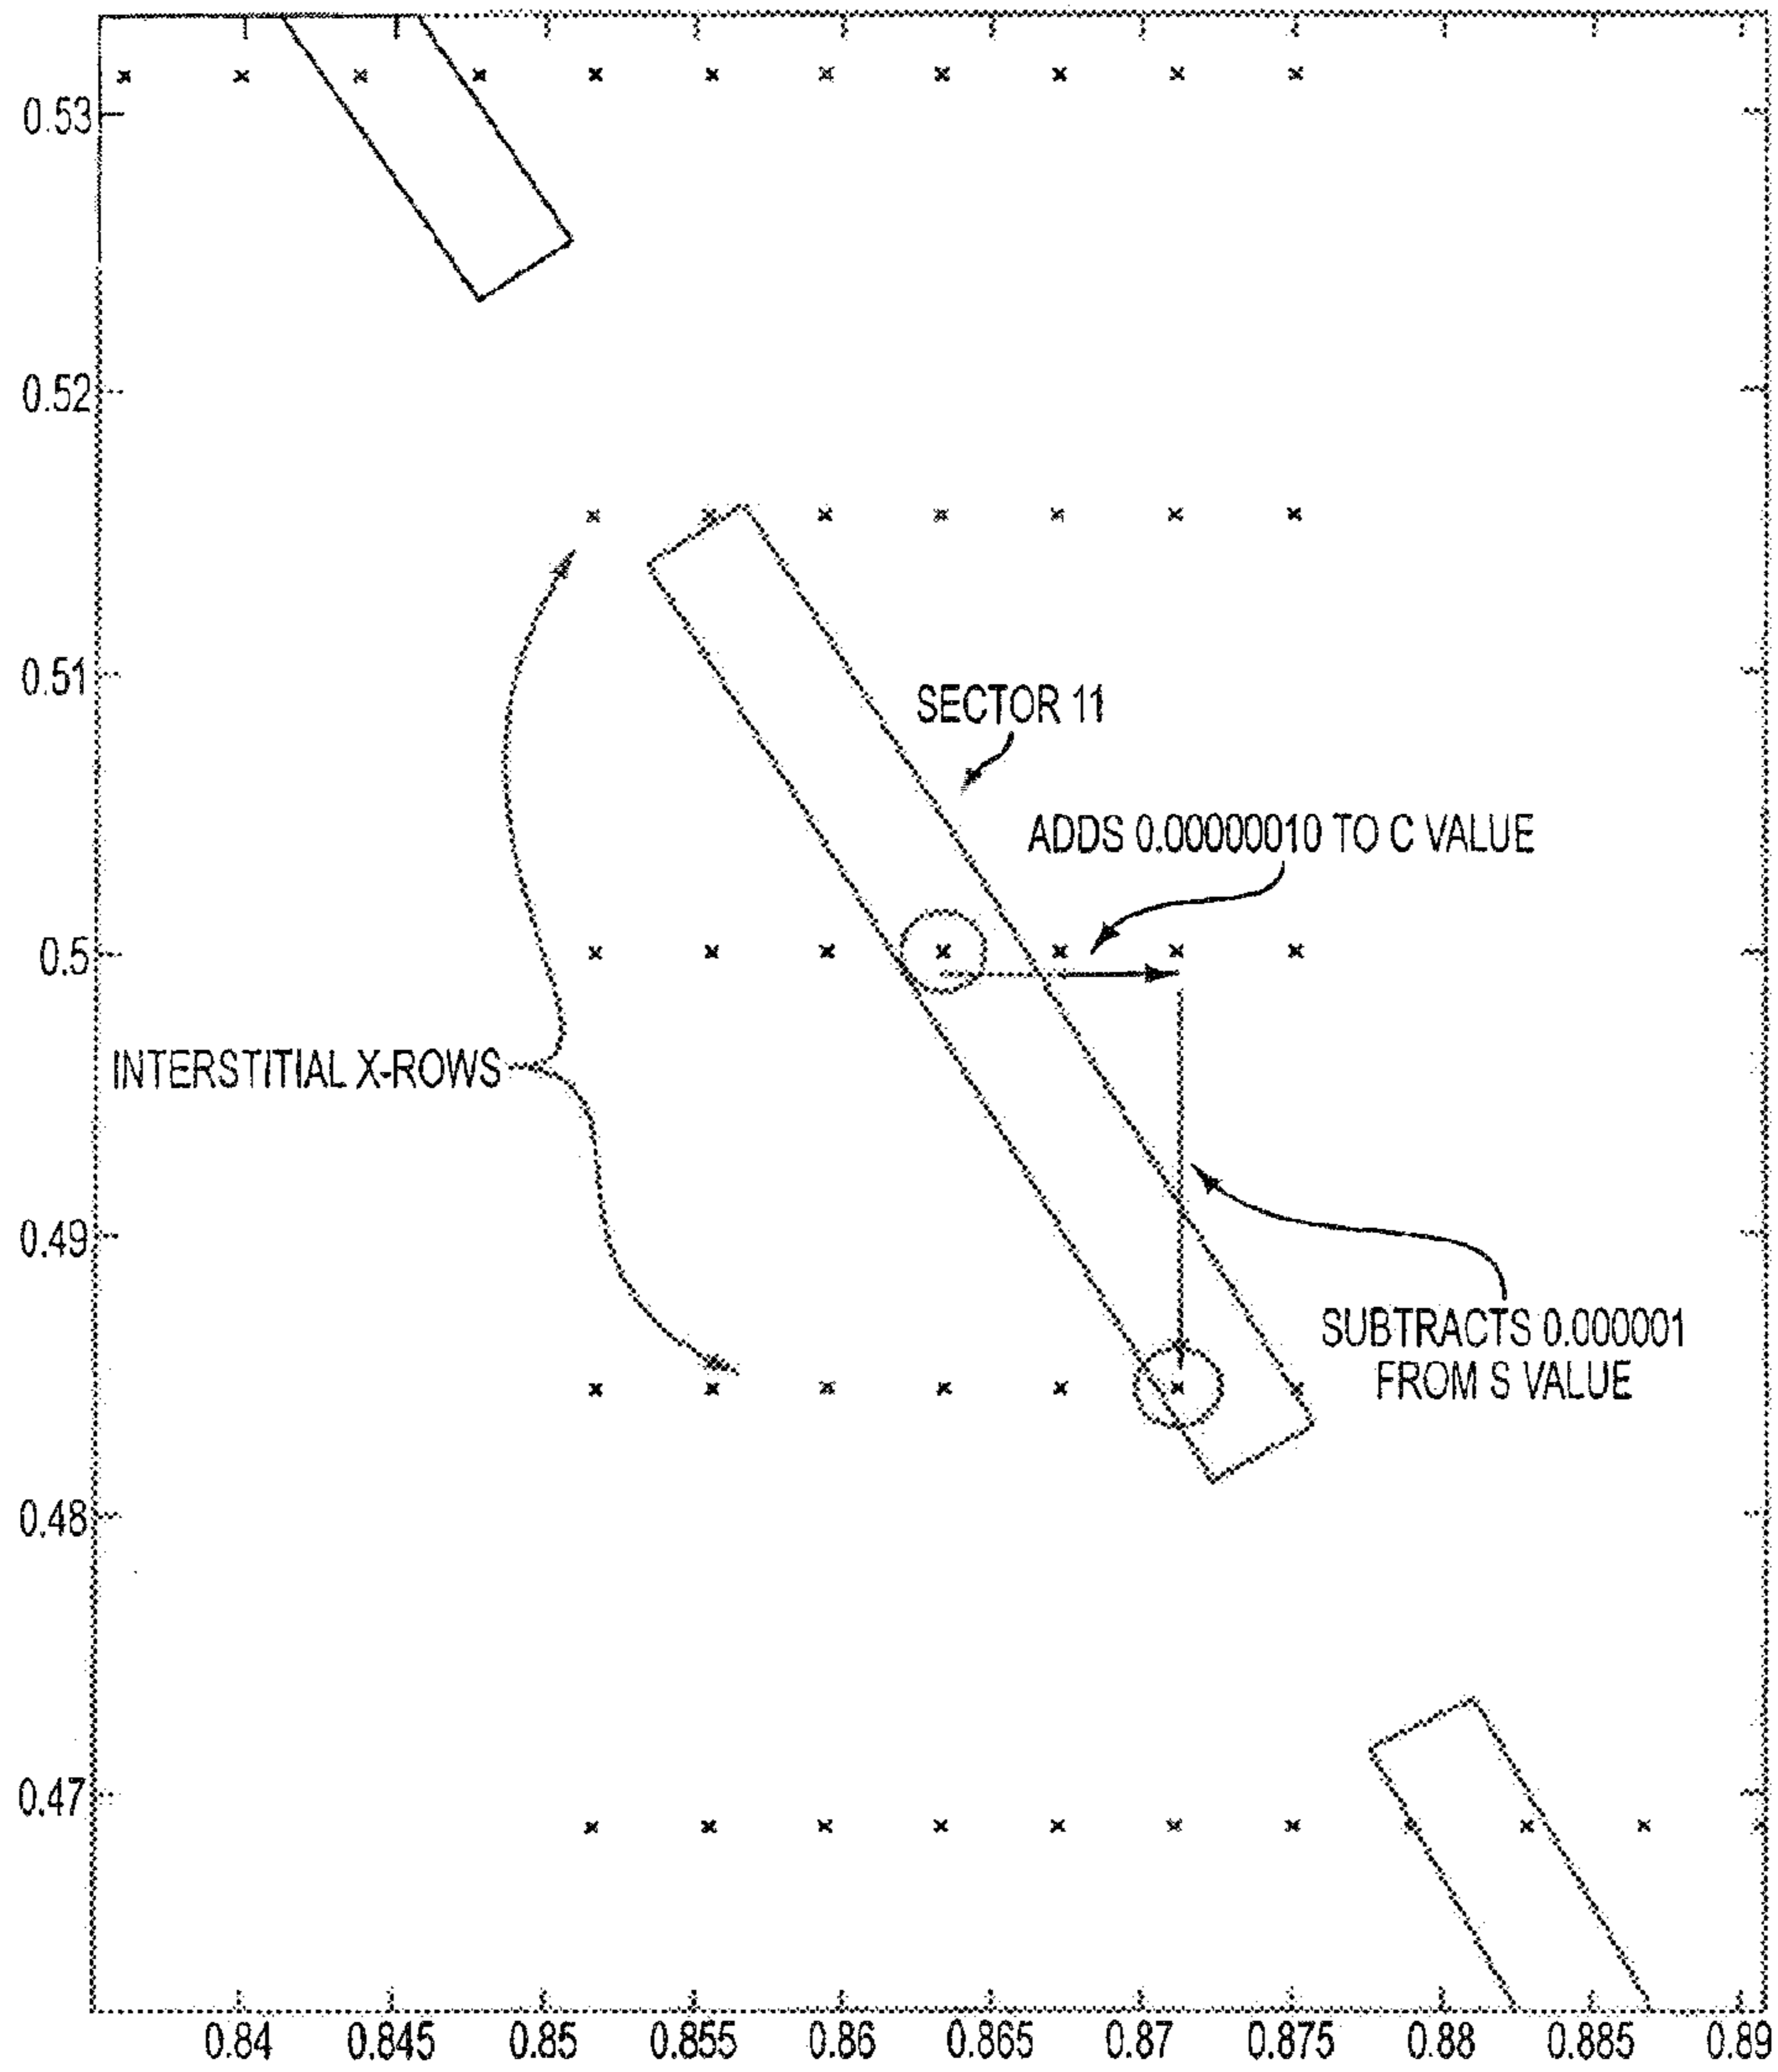 0.53
0.52
0.51
SECTOR 11
ADDS 0.00000010 TO C VALUE
0.5
INTERSTITIAL X-ROWS
0.49
SUBTRACTS 0.000001
FROM S VALUE
0.48
0.47
0.84 0.845 0.85 0.855 0.86 0.865 0.87 0.875 0.88 0.885 0.89